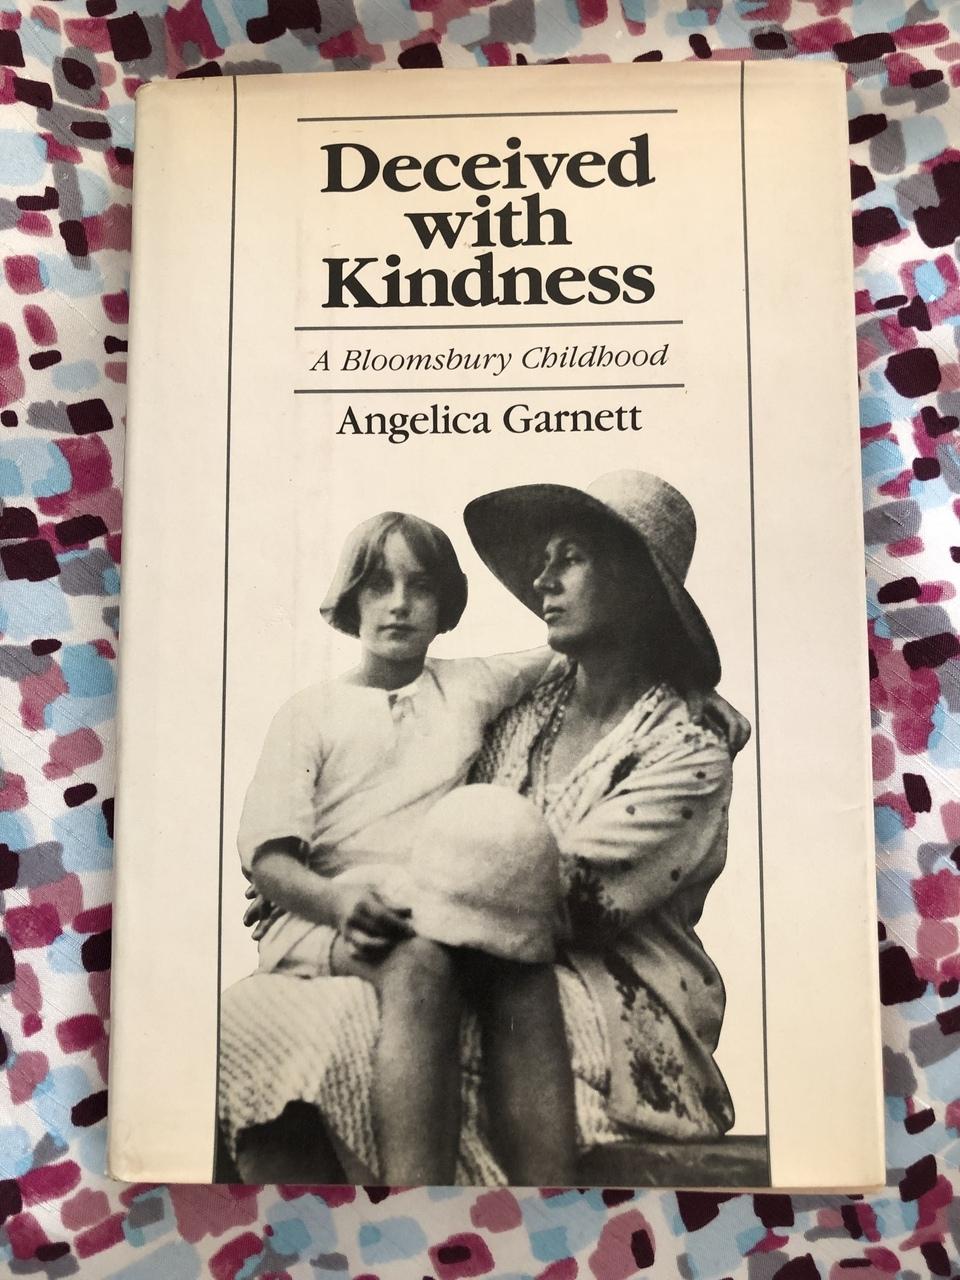 Deceived
with
Kindness
A Bloomsbury Childhood
Angelica Garnett